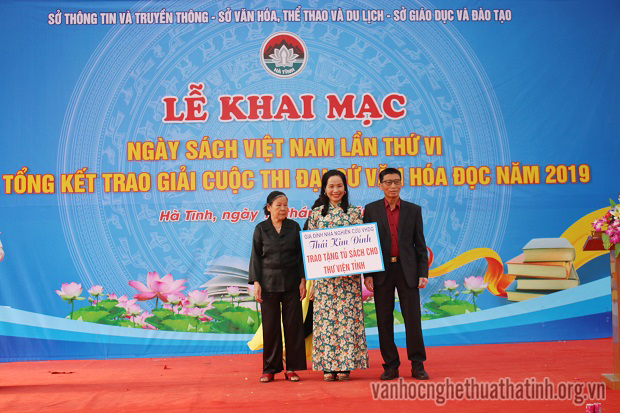 SỞ THÔNG TIN VÀ TRUYỀN THÔNG - SỞ VĂN HÓA, THỂ THAO VÀ DU LỊCH - SỞ GIÁO DỤC VÀ ĐÀO TẠO
HÀ TĨNH
LỄ KHAI MẠC
NGÀY SÁCH VIỆT NAM LẦN THỨ VI
TỔNG KẾT TRAO GIẢI CUỘC THI ĐẠI SỨ VĂN HÓA ĐỌC NĂM 2019
Hà Tĩnh, ngày
GIA ĐÌNH NHÀ NGHIÊN CỨU VHDG
Thái Kim Đỉnh
TRAO TẶNG TỦ SÁCH CHO
THƯ VIỆN TỈNH
vanhocnghethuathatinh.org.vn